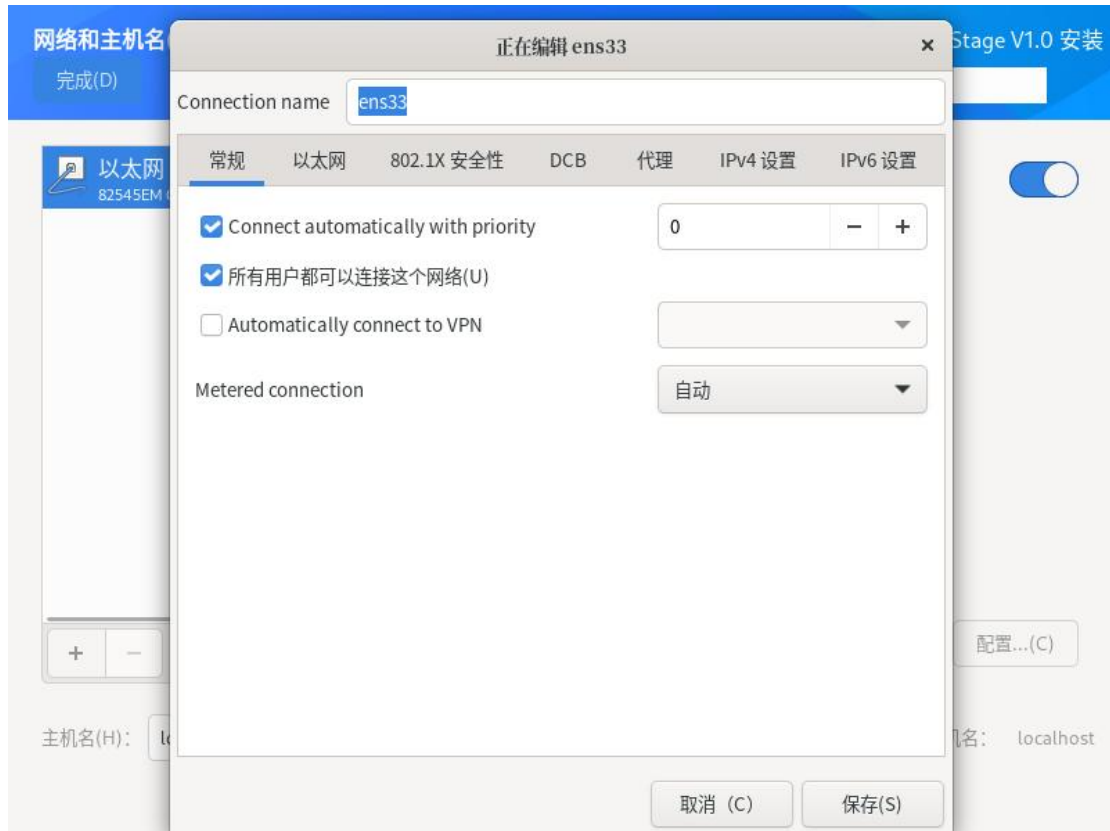 网络和主机名
正在编辑 ens33
Stage V1.0 安装
完成(D)
Connection name
ens33
常规 以太网 802.1X 安全性 DCB 代理 IPv4 设置 IPv6 设置
以太网
82545EM
Connect automatically with priority 0
所有用户都可以连接这个网络(U)
Automatically connect to VPN
Metered connection 自动
配置...(C)
主机名(H):
机名: localhost
取消 (C) 保存(S)